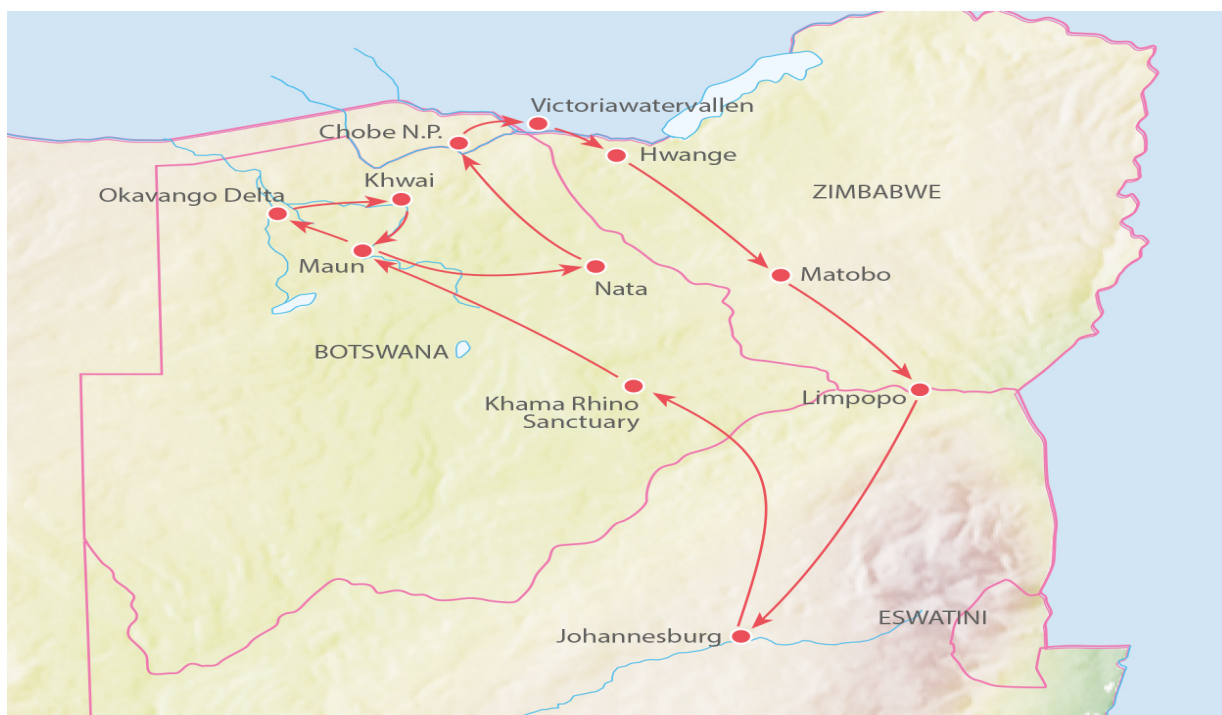 Victoriawatervallen
Chobe N.P.
Hwange
Khwai
Okavango Delta
ZIMBABWE
Maun
Nata
Matobo
BOTSWANA
Khama Rhino
Sanctuary
Limpopo
ESWATINI
Johannesburg